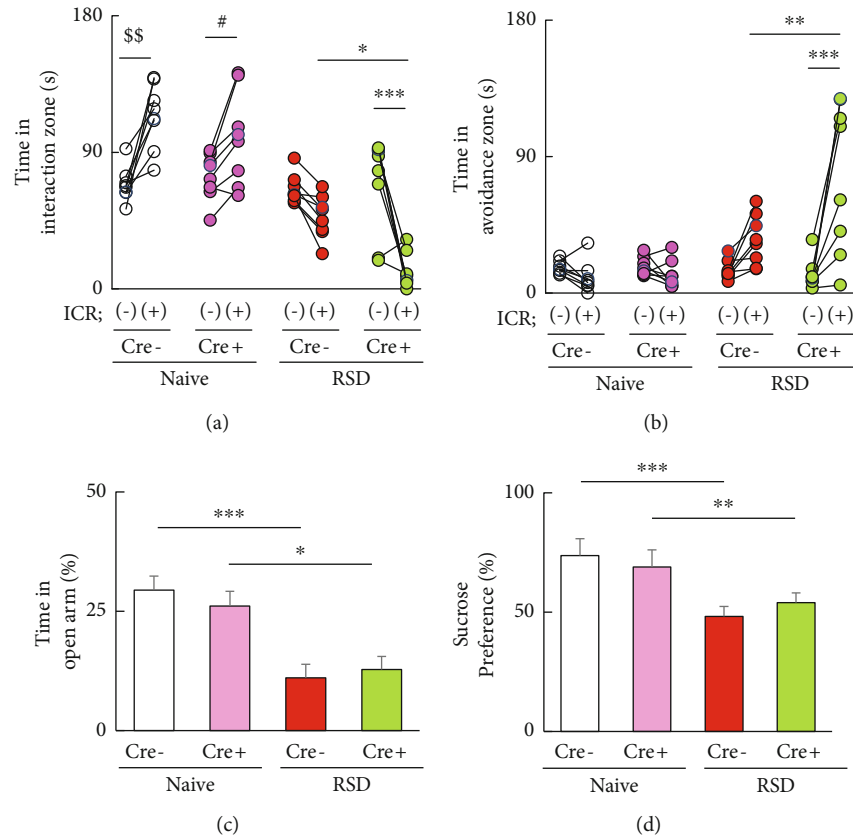 Time in
interaction zone (s)
180
90
0
$$
#
*
***
ICR; (-) (+) (-) (+) (-) (+) (-) (+)
Cre- Cre+ Cre- Cre+
Naive RSD
(a)
Time in
avoidance zone (s)
180
90
0
**
***
ICR; (-) (+) (-) (+) (-) (+) (-) (+)
Cre- Cre+ Cre- Cre+
Naive RSD
(b)
Time in
open arm (%)
50
25
0
***
*
Cre- Cre+ Cre- Cre+
Naive RSD
(c)
Sucrose
Preference (%)
100
50
0
***
**
Cre- Cre+ Cre- Cre+
Naive RSD
(d)